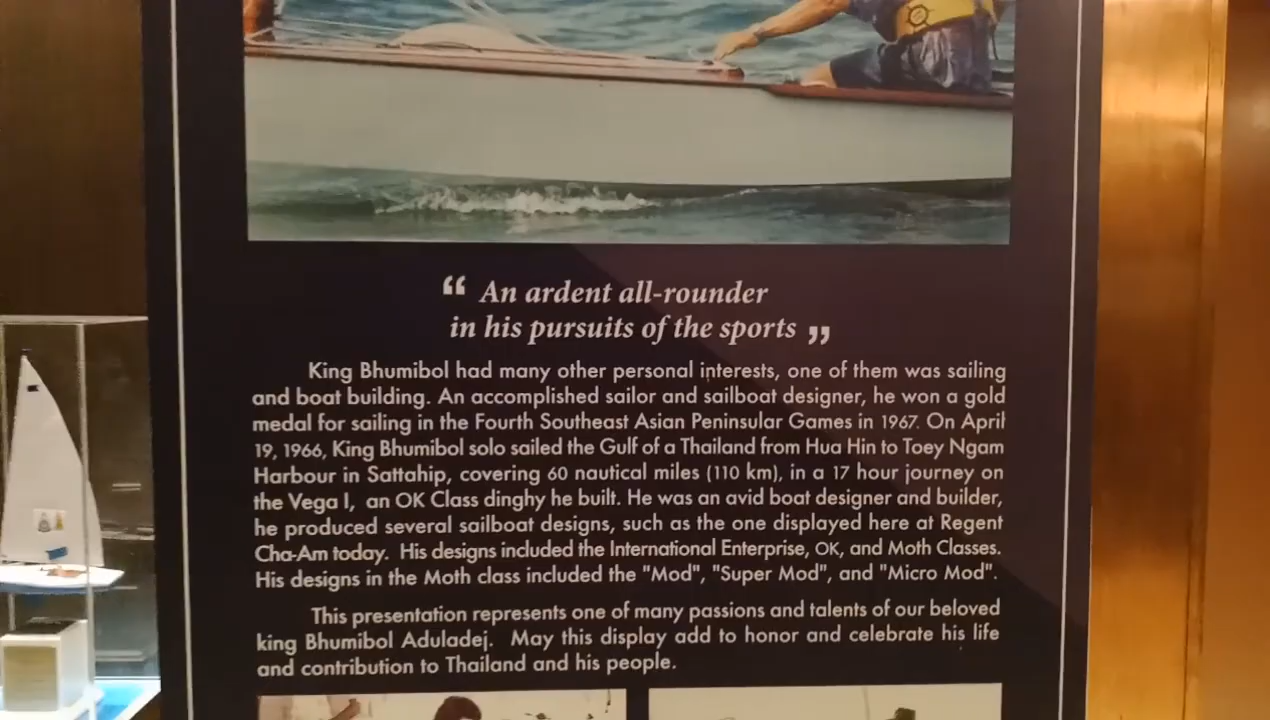 “ An ardent all-rounder
in his pursuits of the sports ”
King Bhumibol had many other personal interests, one of them was sailing
and boat building. An accomplished sailor and sailboat designer, he won a gold
medal for sailing in the Fourth Southeast Asian Peninsular Games in 1967. On April
19, 1966, King Bhumibol solo sailed the Gulf of a Thailand from Hua Hin to Toey Ngam
Harbour in Sattahip, covering 60 nautical miles (110 km), in a 17 hour journey on
the Vega I, an OK Class dinghy he built. He was an avid boat designer and builder,
he produced several sailboat designs, such as the one displayed here at Regent
Cha-Am today. His designs included the International Enterprise, OK, and Moth Classes.
His designs in the Moth class included the "Mod", "Super Mod", and "Micro Mod".
This presentation represents one of many passions and talents of our beloved
king Bhumibol Aduladej. May this display add to honor and celebrate his life
and contribution to Thailand and his people.